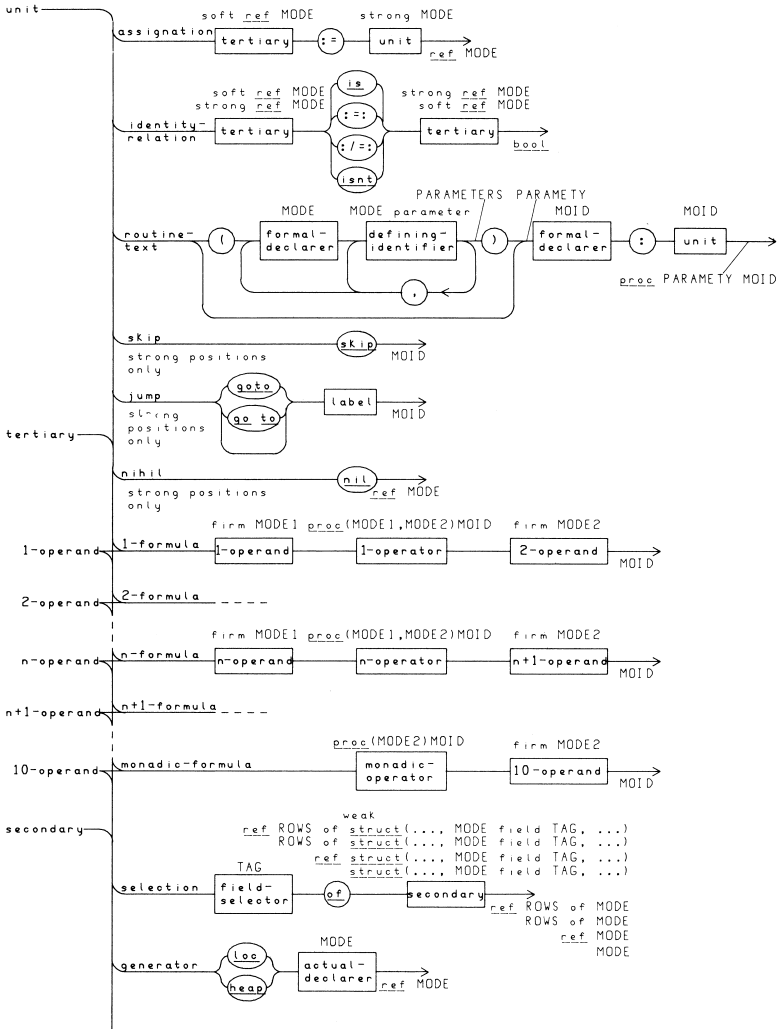 unit
soft ref MODE strong MODE
assignation tertiary := unit
ref MODE
is
soft ref MODE strong ref MODE
strong ref MODE soft ref MODE
:=:
identity-
relation tertiary tertiary
:/=:
bool
isnt
PARAMETERS PARAMETY
MODE MODE parameter MOID MOID
routine-
text ( formal-
declarer defining-
identifier ) formal-
declarer : unit
proc PARAMETY MOID
,
skip skip
MOID
strong positions
only
jump goto label
MOID
go to
positions
only
tertiary
nihil nil
ref MODE
strong positions
only
firm MODE1 proc(MODE1,MODE2)MOID firm MODE2
1-operand 1-formula 1-operand 1-operator 2-operand
MOID
2-operand 2-formula
firm MODE1 proc(MODE1,MODE2)MOID firm MODE2
n-operand n-formula n-operand n-operator n+1-operand
MOID
n+1-operand n+1-formula
proc(MODE2)MOID firm MODE2
10-operand monadic-formula monadic-
operator 10-operand
MOID
secondary
weak
ref ROWS of struct(..., MODE field TAG, ...)
ROWS of struct(..., MODE field TAG, ...)
ref struct(..., MODE field TAG, ...)
struct(..., MODE field TAG, ...)
TAG
selection field-
selector of secondary
ref ROWS of MODE
ROWS of MODE
ref MODE
MODE
MODE
loc
generator actual-
declarer
ref MODE
heap